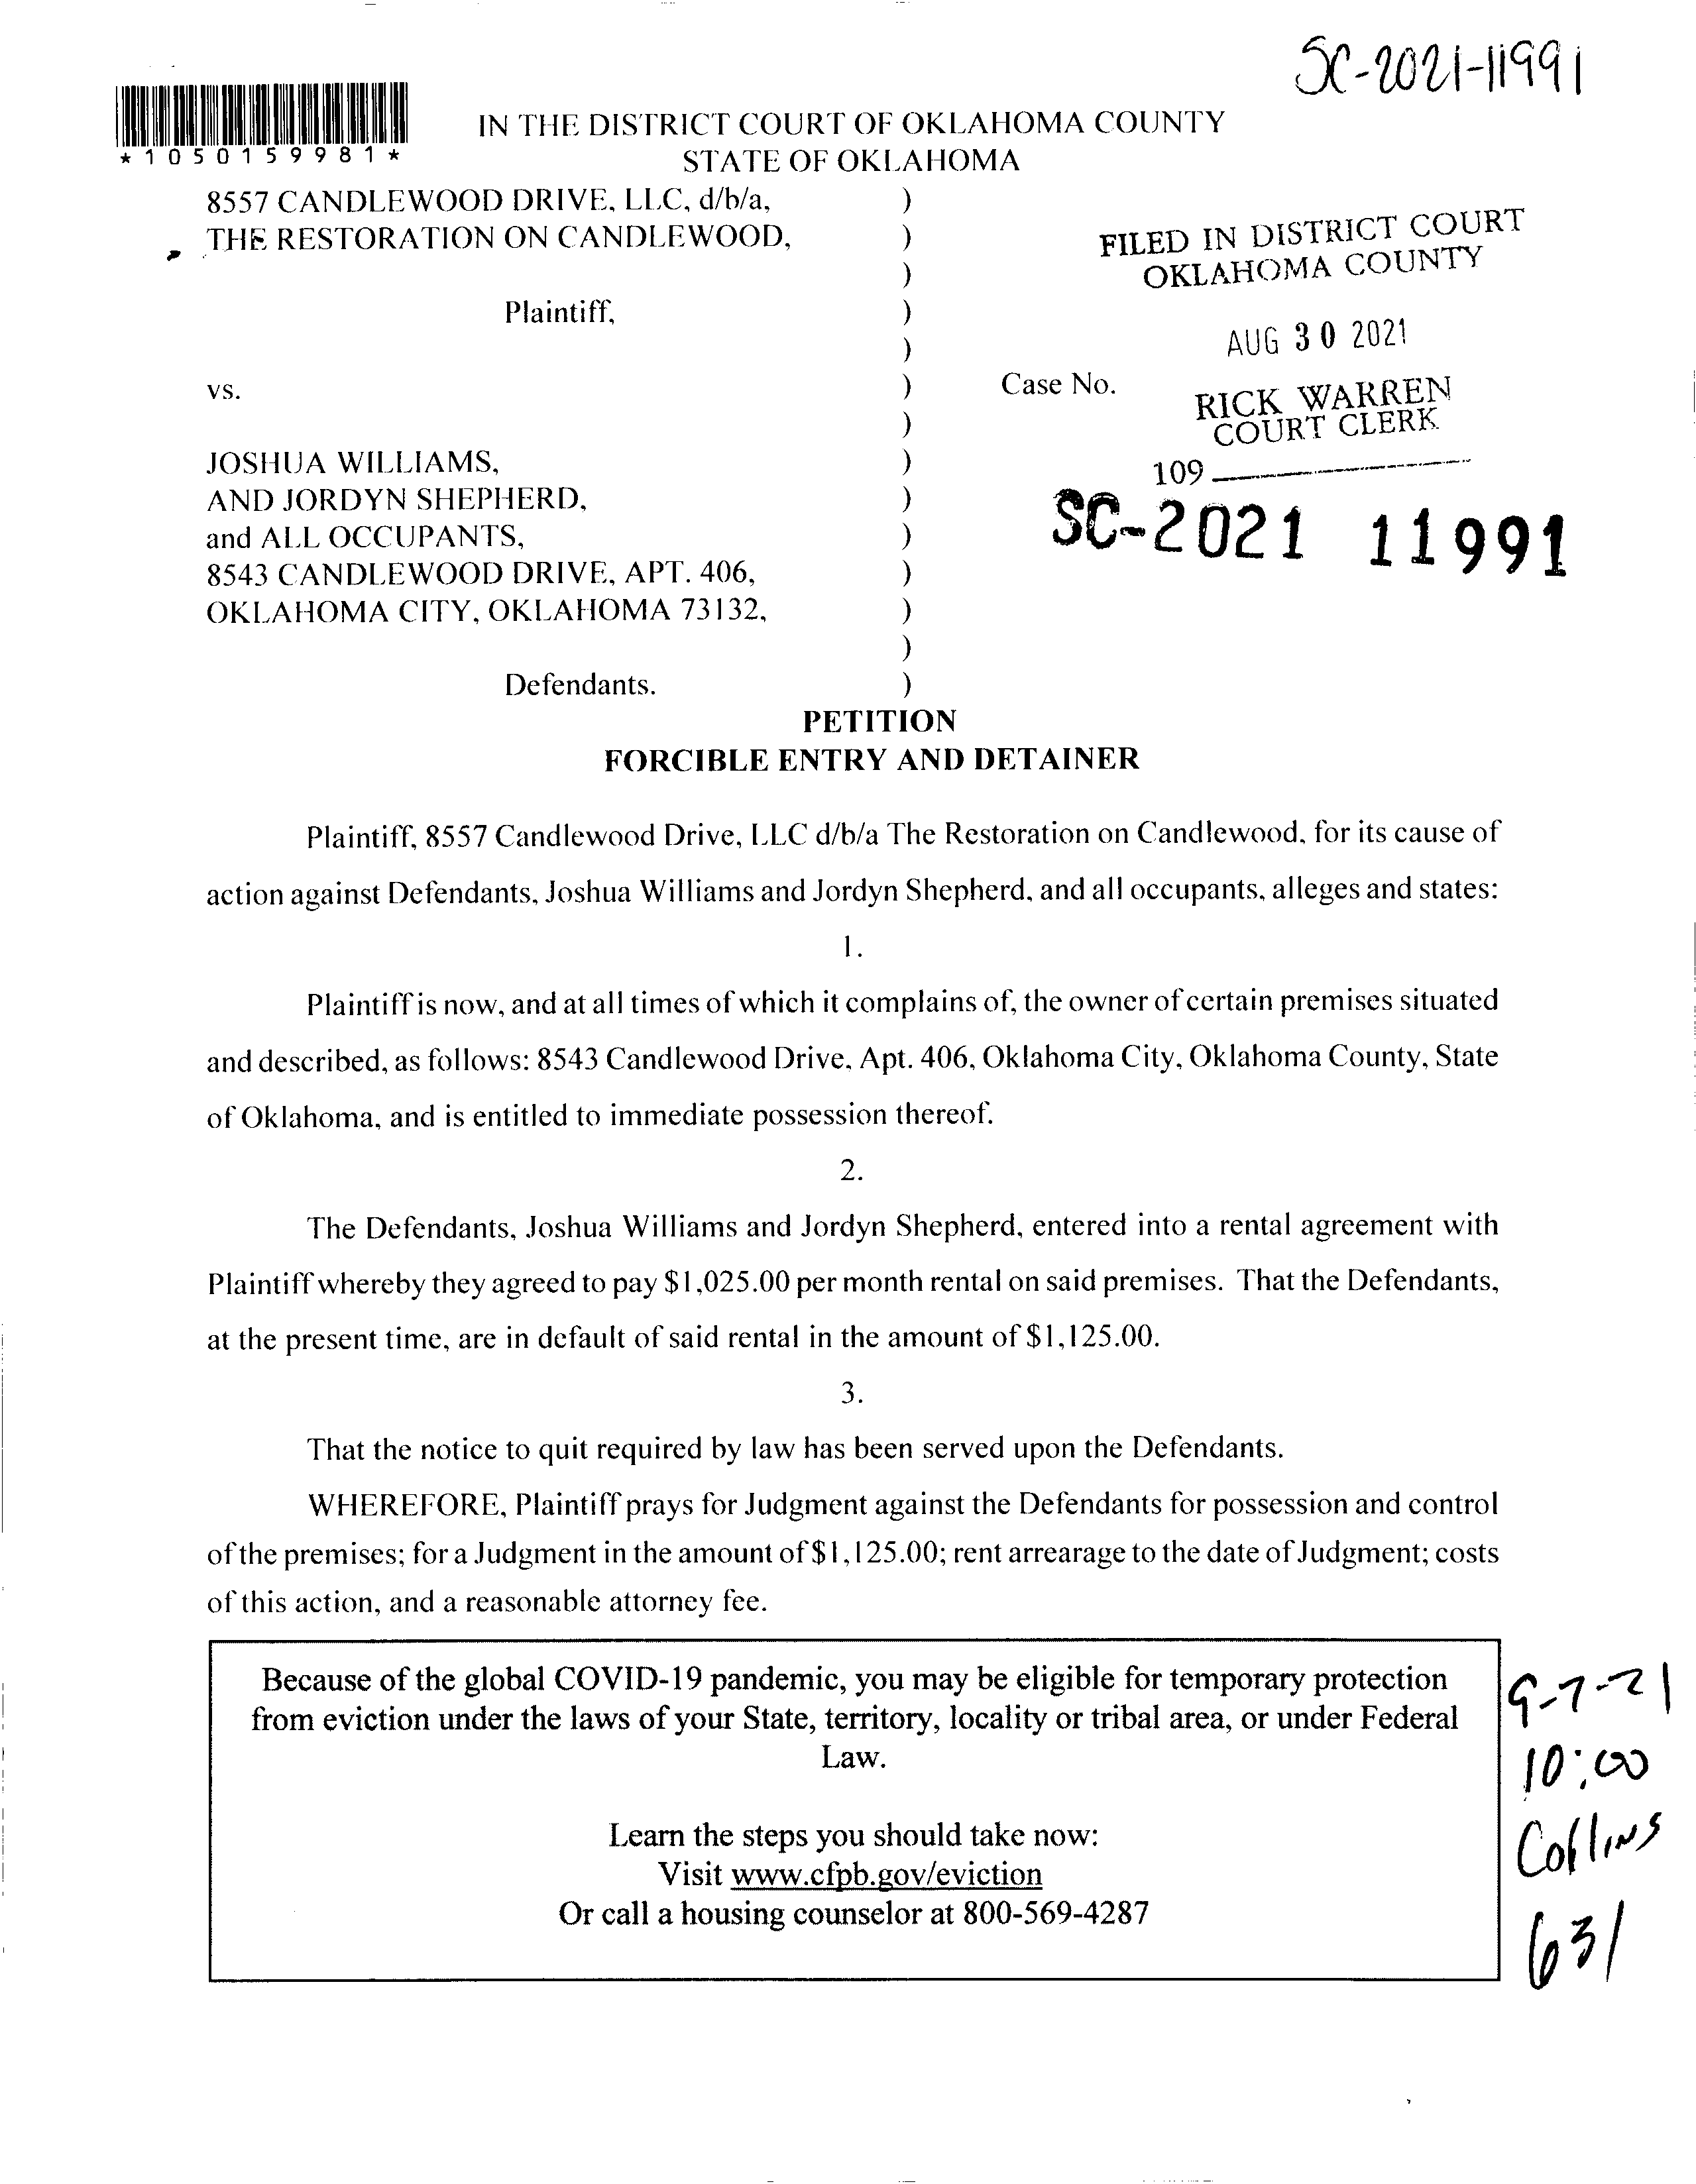 SC-2021-11991
*1050159981*
IN THE DISTRICT COURT OF OKLAHOMA COUNTY
STATE OF OKLAHOMA
8557 CANDLEWOOD DRIVE, LLC, d/b/a, )
THE RESTORATION ON CANDLEWOOD, )
)
Plaintiff, )
)
vs. )
)
JOSHUA WILLIAMS, )
AND JORDYN SHEPHERD, )
and ALL OCCUPANTS, )
8543 CANDLEWOOD DRIVE, APT. 406, )
OKLAHOMA CITY, OKLAHOMA 73132, )
)
Defendants. )
FILED IN DISTRICT COURT
OKLAHOMA COUNTY
AUG 30 2021
Case No.
RICK WARREN
COURT CLERK
109
SC-2021 11991
PETITION
FORCIBLE ENTRY AND DETAINER
Plaintiff, 8557 Candlewood Drive, LLC d/b/a The Restoration on Candlewood, for its cause of
action against Defendants, Joshua Williams and Jordyn Shepherd, and all occupants, alleges and states:
1.
Plaintiff is now, and at all times of which it complains of, the owner of certain premises situated
and described, as follows: 8543 Candlewood Drive, Apt. 406, Oklahoma City, Oklahoma County, State
of Oklahoma, and is entitled to immediate possession thereof.
2.
The Defendants, Joshua Williams and Jordyn Shepherd, entered into a rental agreement with
Plaintiff whereby they agreed to pay $1,025.00 per month rental on said premises. That the Defendants,
at the present time, are in default of said rental in the amount of $1,125.00.
3.
That the notice to quit required by law has been served upon the Defendants.
WHEREFORE, Plaintiff prays for Judgment against the Defendants for possession and control
of the premises; for a Judgment in the amount of $1,125.00; rent arrearage to the date of Judgment; costs
of this action, and a reasonable attorney fee.
Because of the global COVID-19 pandemic, you may be eligible for temporary protection
from eviction under the laws of your State, territory, locality or tribal area, or under Federal
Law.
Learn the steps you should take now:
Visit www.cfpb.gov/eviction
Or call a housing counselor at 800-569-4287
9-7-21
10:00
Collins
631